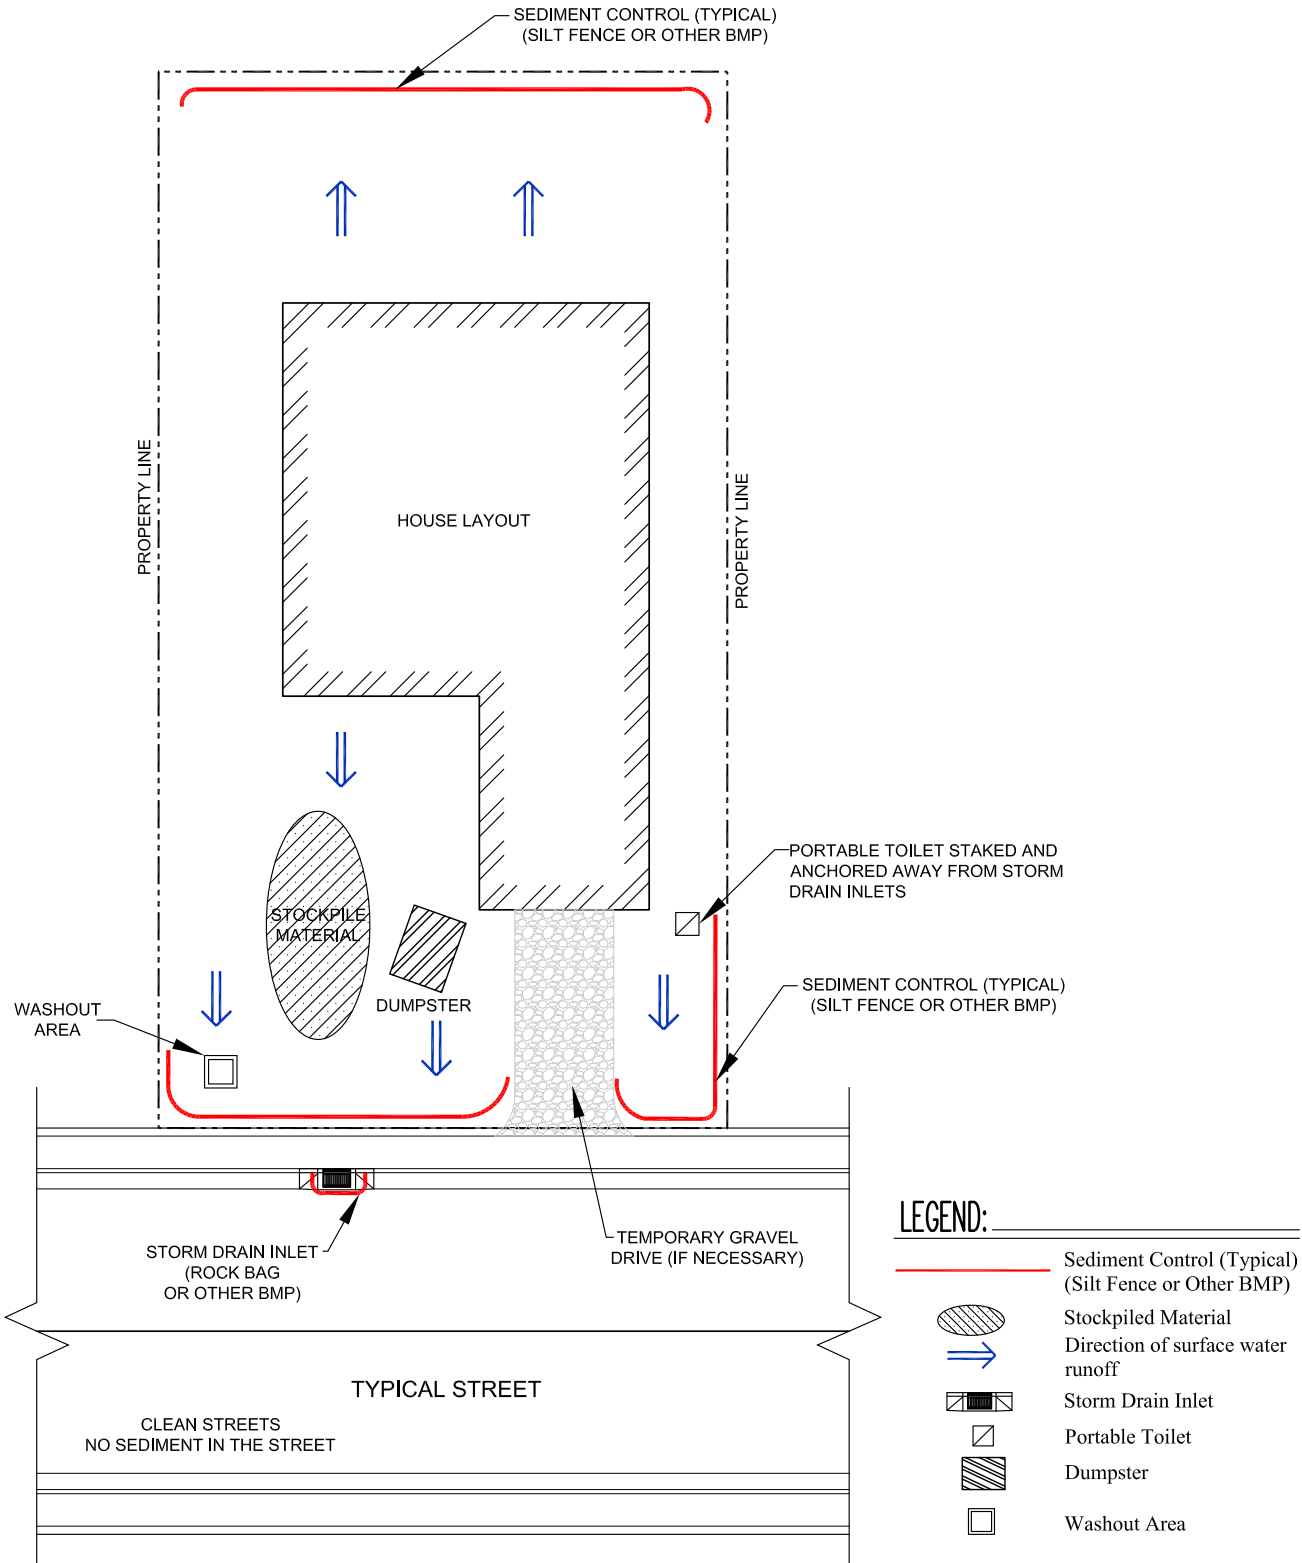 SEDIMENT CONTROL (TYPICAL)
(SILT FENCE OR OTHER BMP)
PROPERTY LINE
PROPERTY LINE
HOUSE LAYOUT
PORTABLE TOILET STAKED AND
ANCHORED AWAY FROM STORM
DRAIN INLETS
STOCKPILE
MATERIAL
DUMPSTER
SEDIMENT CONTROL (TYPICAL)
(SILT FENCE OR OTHER BMP)
WASHOUT
AREA
STORM DRAIN INLET
(ROCK BAG
OR OTHER BMP)
TEMPORARY GRAVEL
DRIVE (IF NECESSARY)
TYPICAL STREET
CLEAN STREETS
NO SEDIMENT IN THE STREET
LEGEND:
Sediment Control (Typical)
(Silt Fence or Other BMP)
Stockpiled Material
Direction of surface water
runoff
Storm Drain Inlet
Portable Toilet
Dumpster
Washout Area